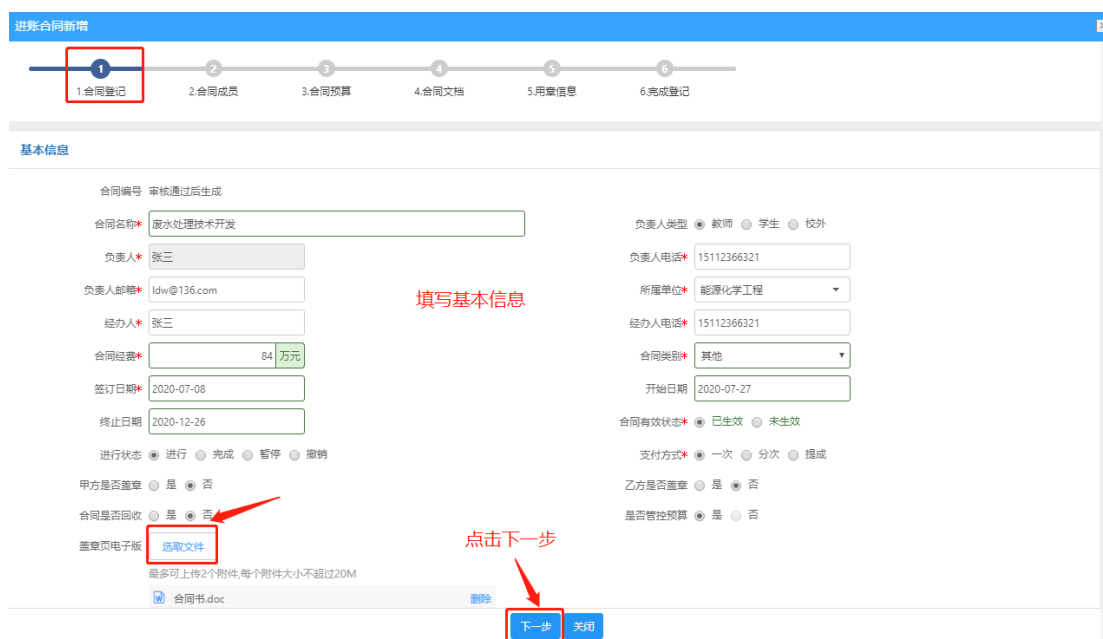 进账合同新增
1 2 3 4 5 6
1.合同登记 2.合同成员 3.合同预算 4.合同文档 5.用章信息 6.完成登记
基本信息
合同编号 审核通过后生成
合同名称* 废水处理技术开发 负责人类型 教师 学生 校外
负责人* 张三 负责人电话* 15112366321
负责人邮箱* ldw@136.com 填写基本信息 所属单位* 能源化学工程
经办人* 张三 经办人电话* 15112366321
合同经费* 84 万元 合同类别* 其他
签订日期* 2020-07-08 开始日期 2020-07-27
终止日期 2020-12-26 合同有效状态* 已生效 未生效
进行状态 进行 完成 暂停 撤销 支付方式* 一次 分次 提成
甲方是否盖章 是 否 乙方是否盖章 是 否
合同是否回收 是 否 是否管控预算 是 否
盖章页电子版 选取文件 点击下一步
最多可上传2个附件,每个附件大小不超过20M
合同书.doc 删除
下一步 关闭